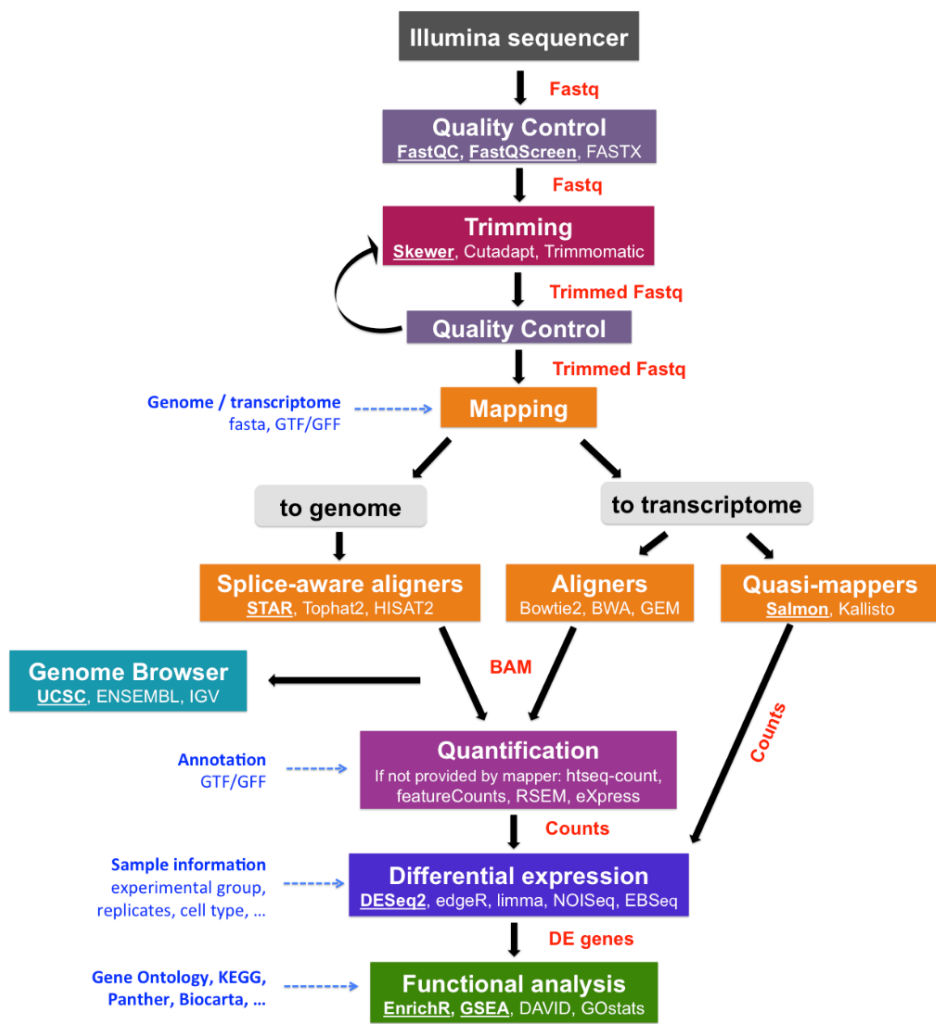 Illumina sequencer
Fastq
Quality Control
FastQC, FastQScreen, FASTX
Fastq
Trimming
Skewer, Cutadapt, Trimmomatic
Trimmed Fastq
Quality Control
Trimmed Fastq
Genome / transcriptome
fasta, GTF/GFF
Mapping
to genome
to transcriptome
Splice-aware aligners
STAR, Tophat2, HISAT2
Aligners
Bowtie2, BWA, GEM
Quasi-mappers
Salmon, Kallisto
BAM
Genome Browser
UCSC, ENSEMBL, IGV
Counts
Annotation
GTF/GFF
Quantification
If not provided by mapper: htseq-count,
featureCounts, RSEM, eXpress
Counts
Sample information
experimental group,
replicates, cell type, ...
Differential expression
DESeq2, edgeR, limma, NOISeq, EBSeq
DE genes
Gene Ontology, KEGG,
Panther, Biocarta, ...
Functional analysis
EnrichR, GSEA, DAVID, GOstats